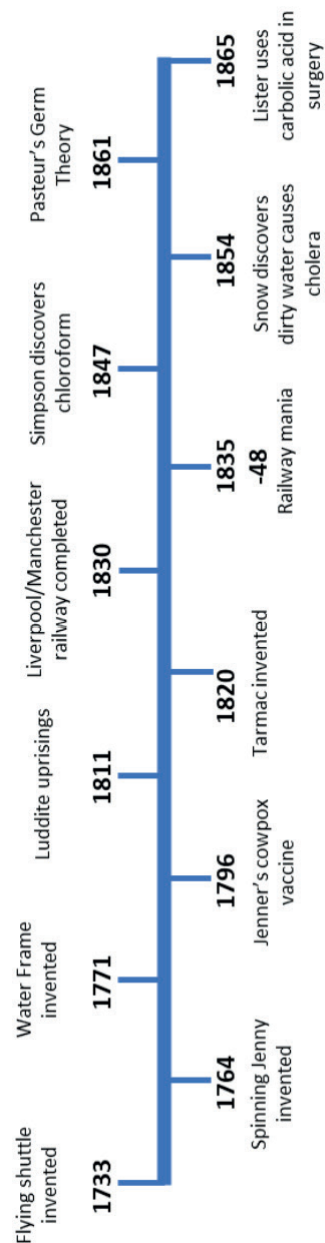 Flying shuttle
invented
1733
1764
Spinning Jenny
invented
Water Frame
invented
1771
1796
Jenner's cowpox
vaccine
Luddite uprisings
1811
1820
Tarmac invented
Liverpool/Manchester
railway completed
1830
1835
-48
Railway mania
Simpson discovers
chloroform
1847
1854
Snow discovers
dirty water causes
cholera
Pasteur's Germ
Theory
1861
1865
Lister uses
carbolic acid in
surgery